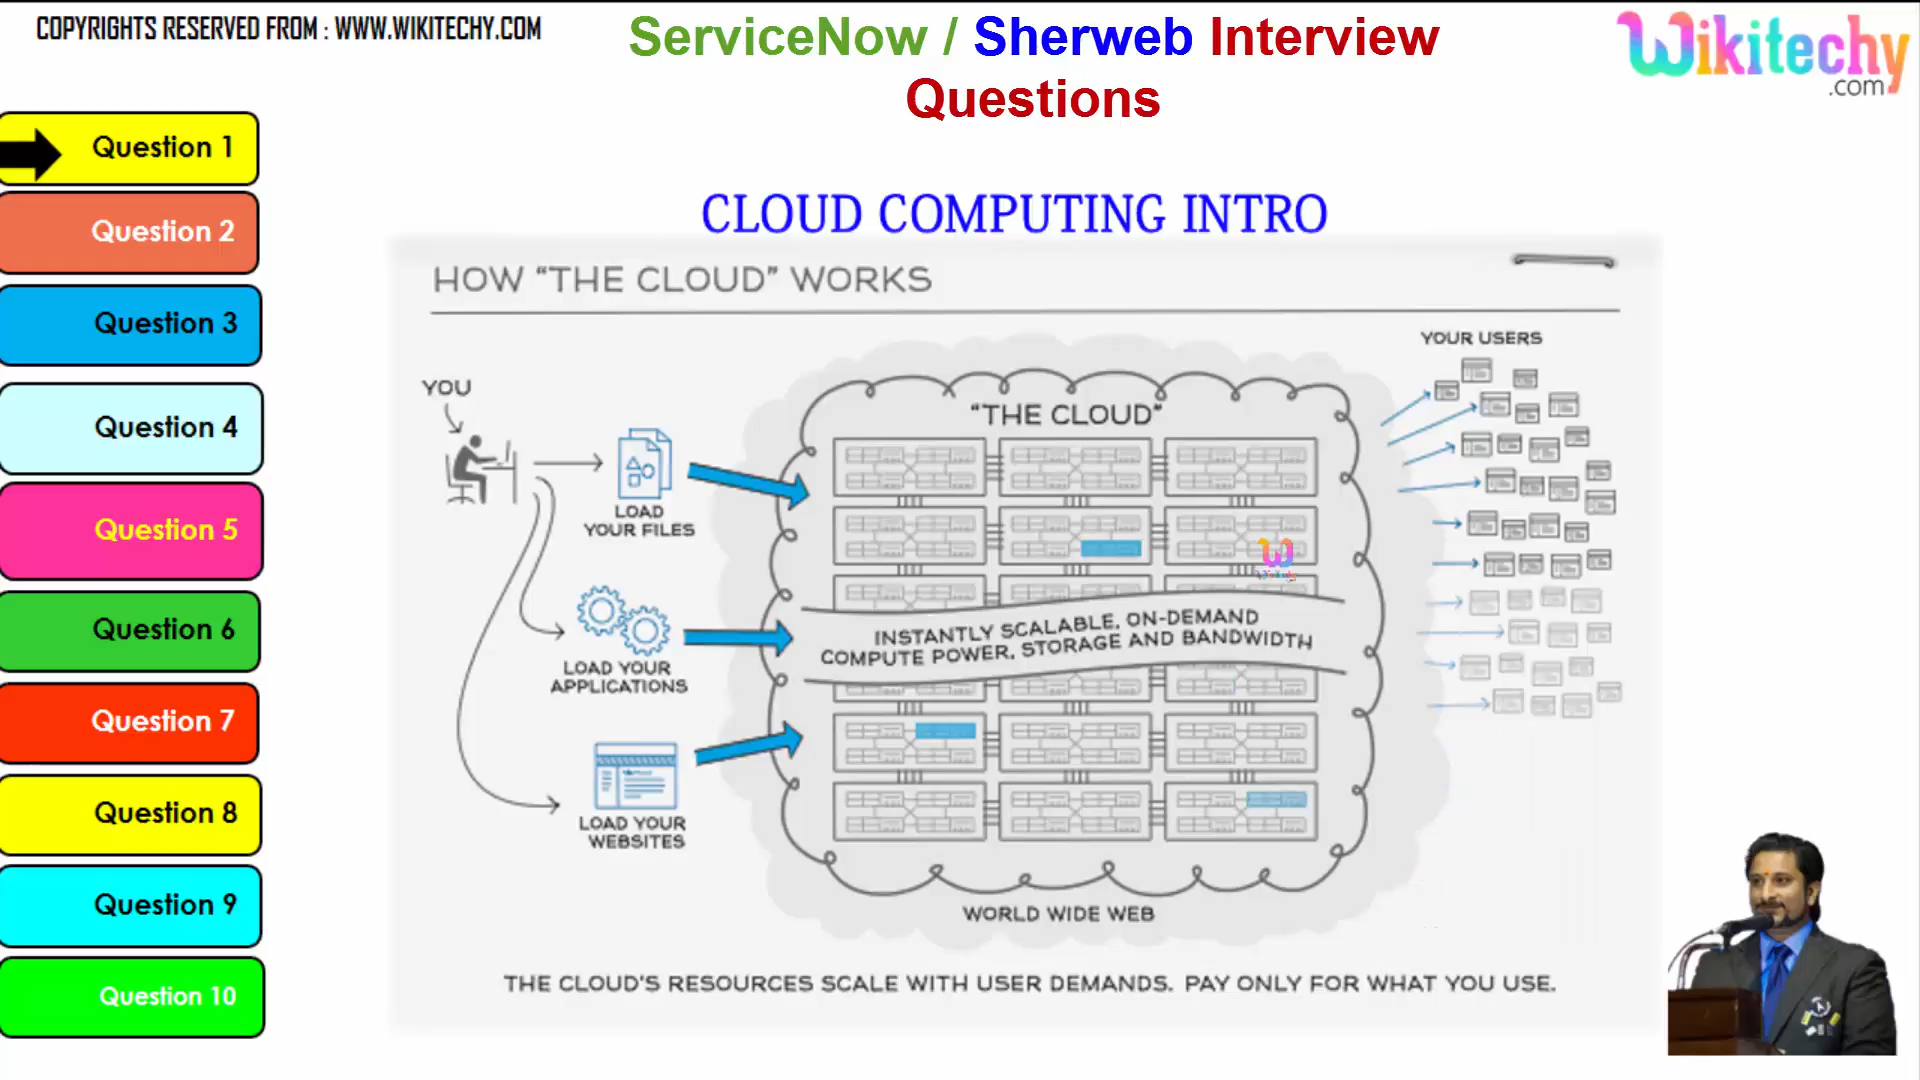 COPYRIGHTS RESERVED FROM : WWW.WIKITECHY.COM
ServiceNow / Sherweb Interview
Questions
Wikitechy
.com
Question 1
Question 2
Question 3
Question 4
Question 5
Question 6
Question 7
Question 8
Question 9
Question 10
CLOUD COMPUTING INTRO
HOW “THE CLOUD” WORKS
YOU
LOAD
YOUR FILES
LOAD YOUR
APPLICATIONS
LOAD YOUR
WEBSITES
“THE CLOUD”
INSTANTLY SCALABLE, ON-DEMAND
COMPUTE POWER, STORAGE AND BANDWIDTH
WORLD WIDE WEB
YOUR USERS
THE CLOUD'S RESOURCES SCALE WITH USER DEMANDS. PAY ONLY FOR WHAT YOU USE.